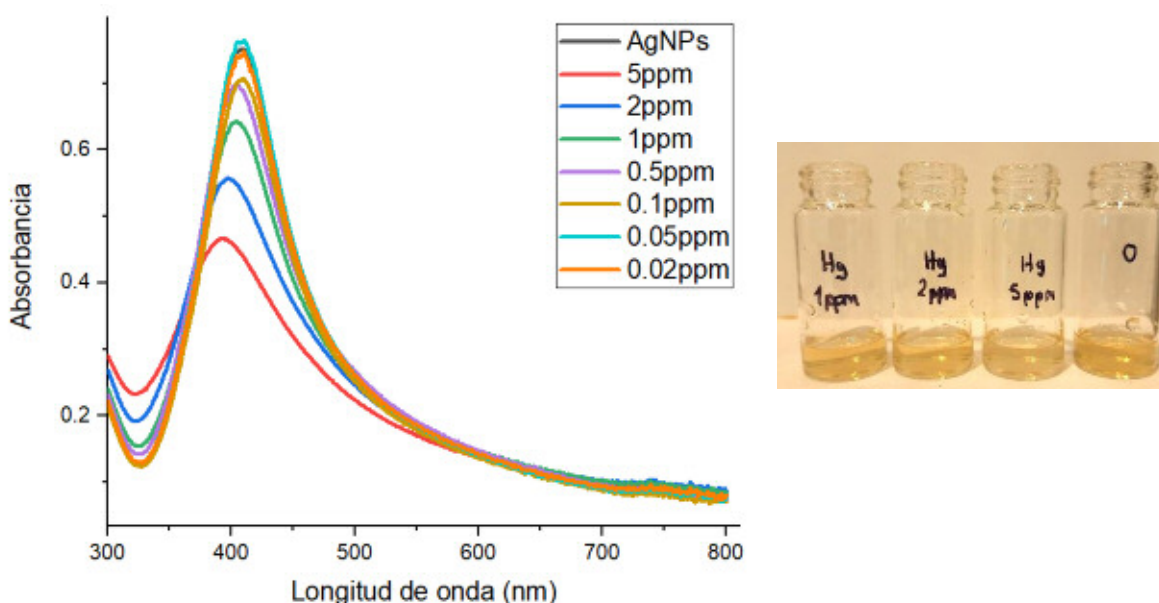 AgNPs
5ppm
2ppm
1ppm
0.5ppm
0.1ppm
0.05ppm
0.02ppm
0.6
0.4
0.2
Absorbancia
300
400
500
600
700
800
Longitud de onda (nm)
Hg
1ppm
Hg
2ppm
Hg
5ppm
0